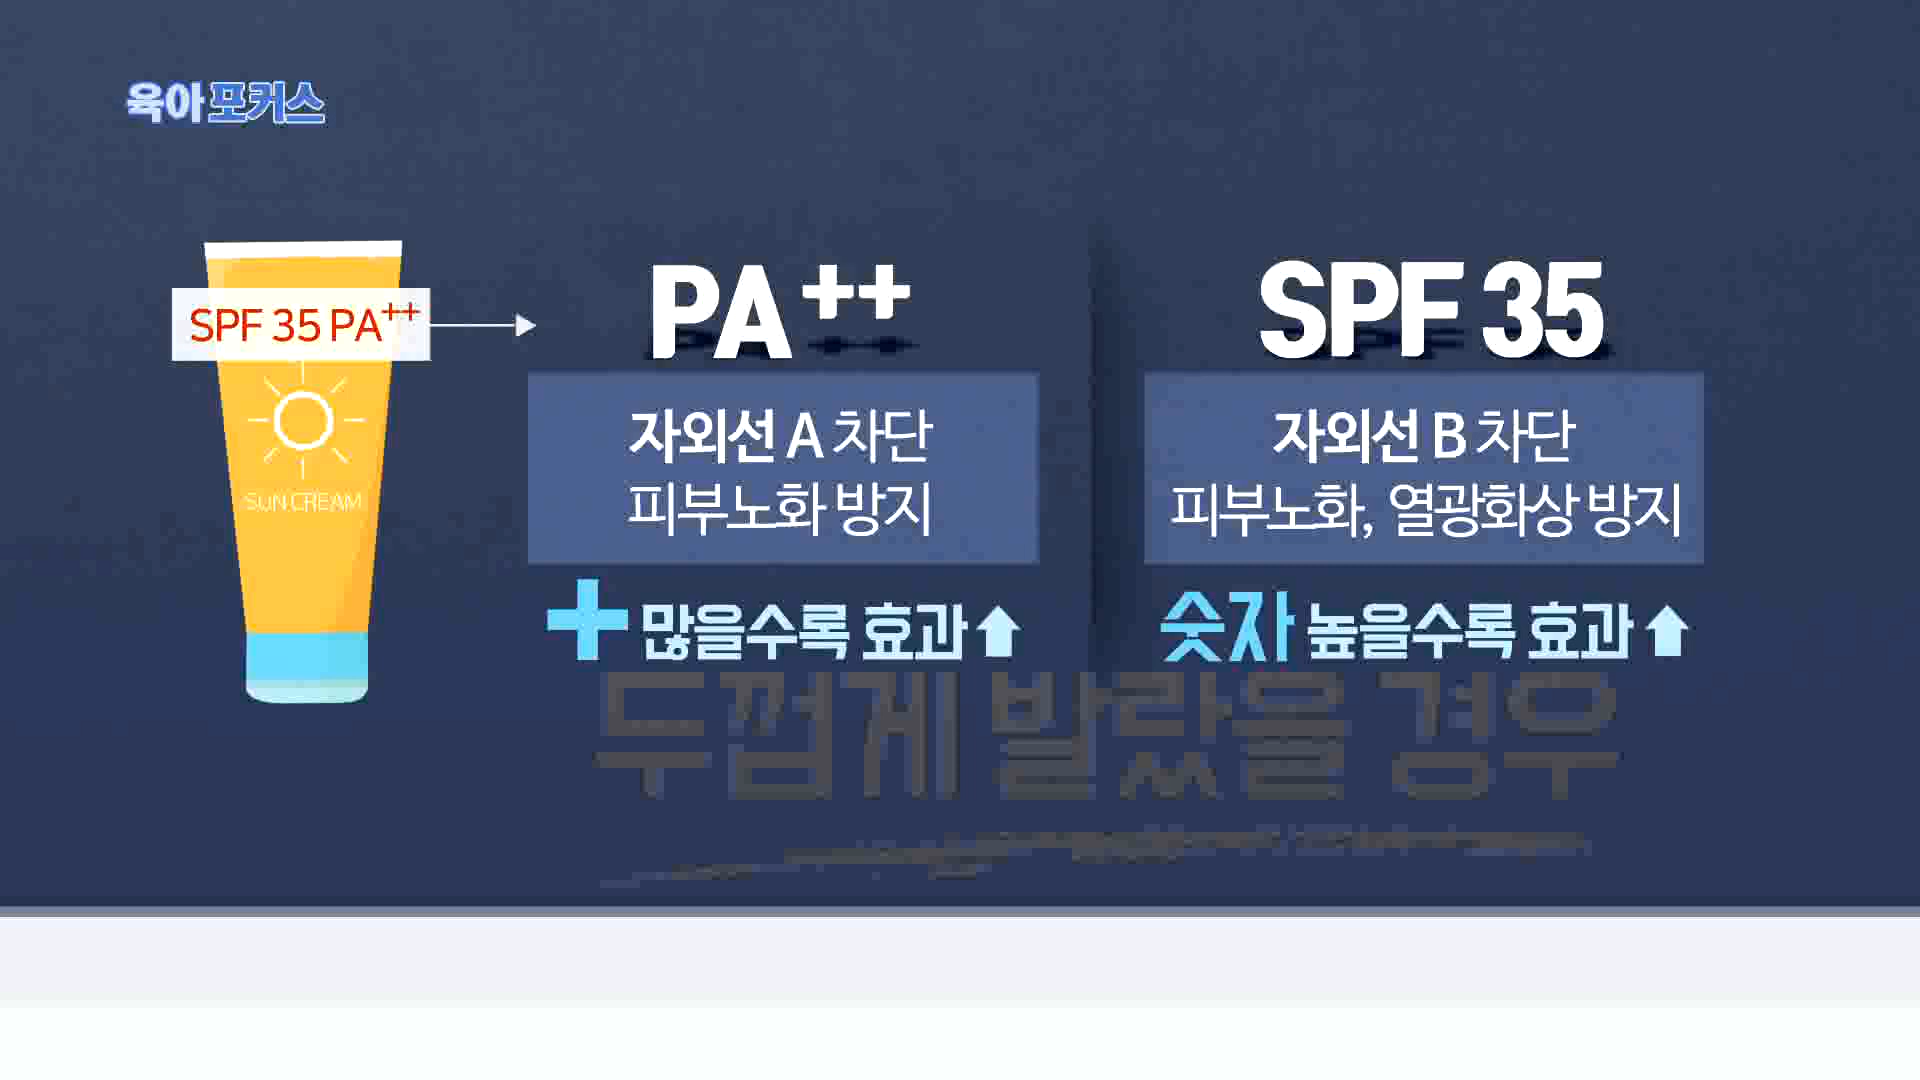 육아포커스
SPF 35 PA++
SUN CREAM
PA++
자외선 A 차단
피부노화 방지
+ 많을수록 효과⬆
SPF 35
자외선 B 차단
피부노화, 열광화상 방지
숫자 높을수록 효과⬆
두껍게 발랐을 경우